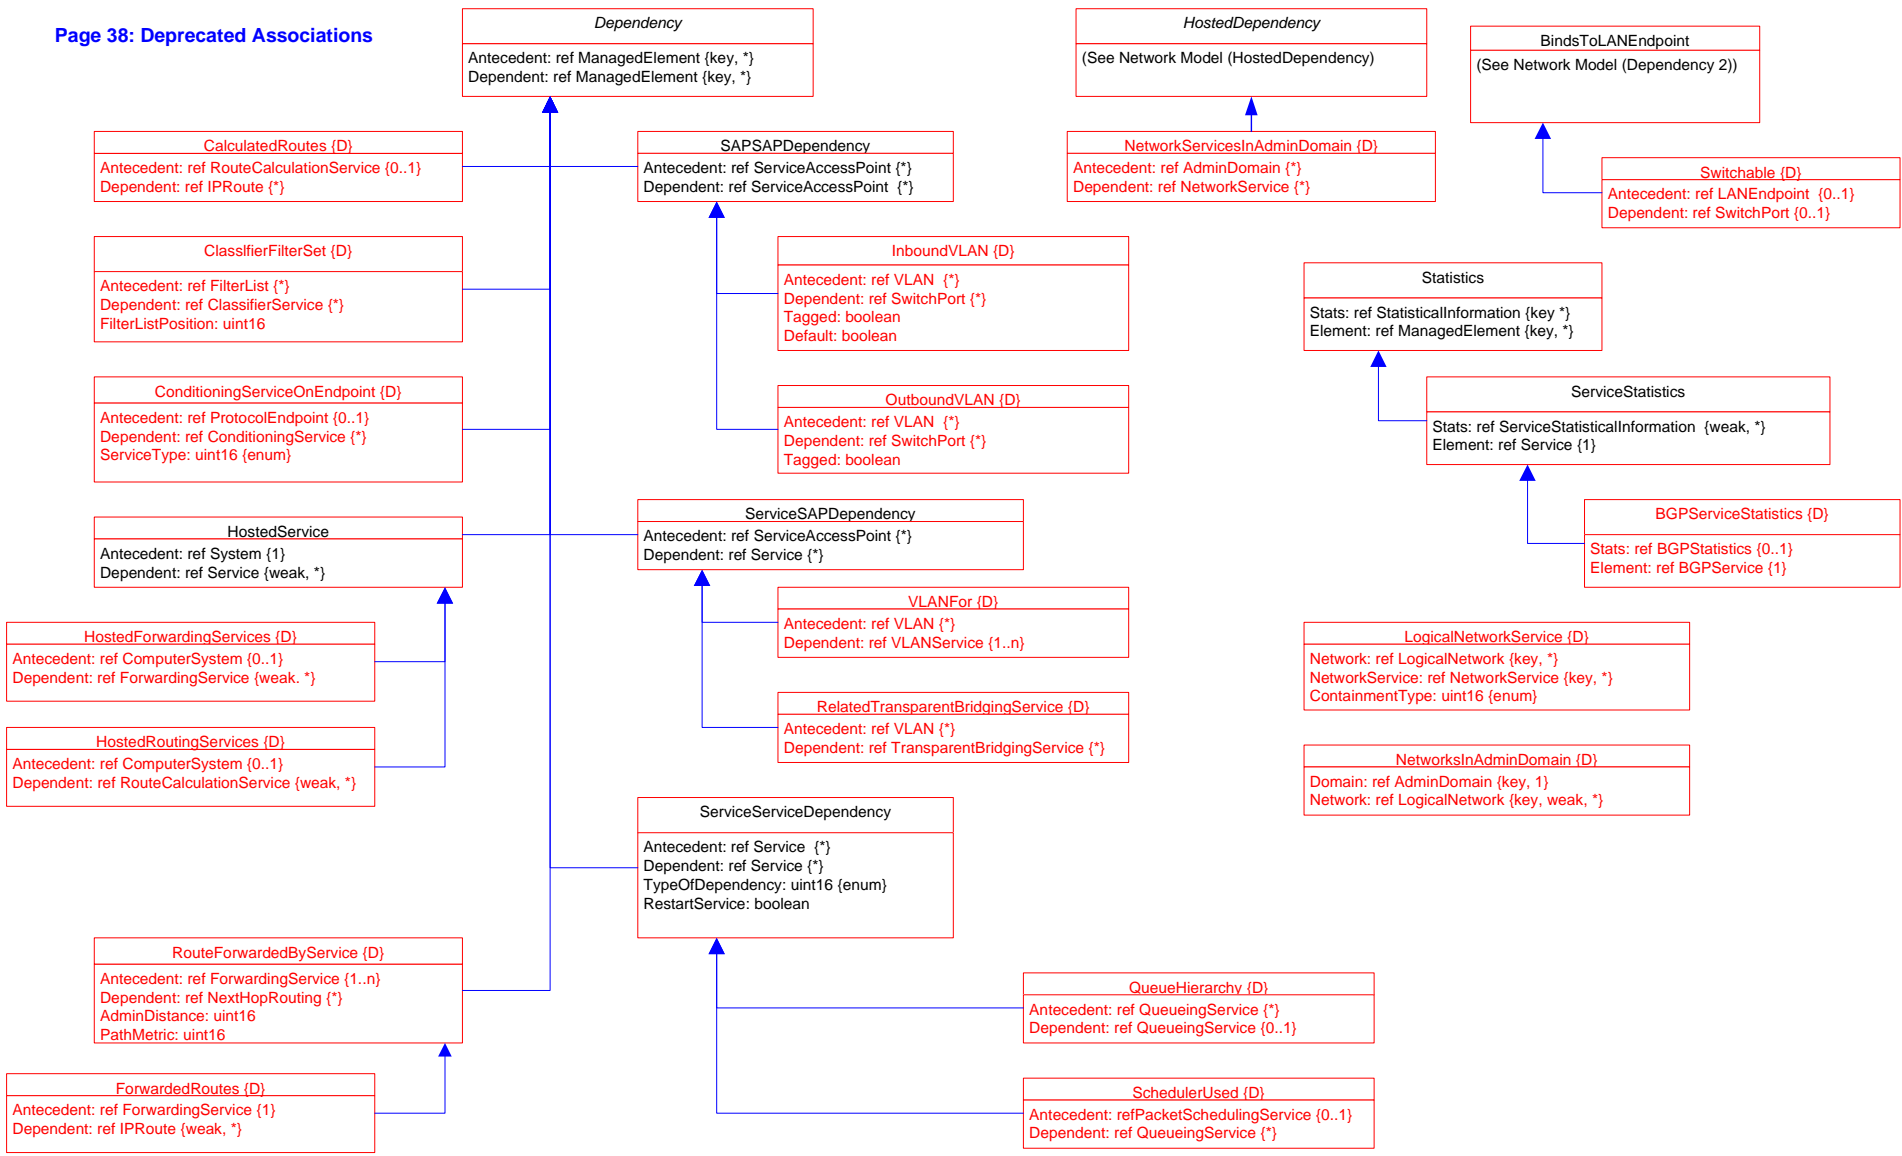 Page 38: Deprecated Associations
Dependency
Antecedent: ref ManagedElement {key, *}
Dependent: ref ManagedElement {key, *}
HostedDependency
(See Network Model (HostedDependency)
BindsToLANEndpoint
(See Network Model (Dependency 2))
CalculatedRoutes {D}
Antecedent: ref RouteCalculationService {0..1}
Dependent: ref IPRoute {*}
SAPSAPDependency
Antecedent: ref ServiceAccessPoint {*}
Dependent: ref ServiceAccessPoint  {*}
NetworkServicesInAdminDomain {D}
Antecedent: ref AdminDomain {*}
Dependent: ref NetworkService {*}
Switchable {D}
Antecedent: ref LANEndpoint  {0..1}
Dependent: ref SwitchPort {0..1}
ClassIfierFilterSet {D}
Antecedent: ref FilterList {*}
Dependent: ref ClassifierService {*}
FilterListPosition: uint16
InboundVLAN {D}
Antecedent: ref VLAN  {*}
Dependent: ref SwitchPort {*}
Tagged: boolean
Default: boolean
Statistics
Stats: ref StatisticalInformation {key *}
Element: ref ManagedElement {key, *}
ConditioningServiceOnEndpoint {D}
Antecedent: ref ProtocolEndpoint {0..1}
Dependent: ref ConditioningService {*}
ServiceType: uint16 {enum}
OutboundVLAN {D}
Antecedent: ref VLAN  {*}
Dependent: ref SwitchPort {*}
Tagged: boolean
ServiceStatistics
Stats: ref ServiceStatisticalInformation  {weak, *}
Element: ref Service {1}
HostedService
Antecedent: ref System {1}
Dependent: ref Service {weak, *}
ServiceSAPDependency
Antecedent: ref ServiceAccessPoint {*}
Dependent: ref Service {*}
BGPServiceStatistics {D}
Stats: ref BGPStatistics {0..1}
Element: ref BGPService {1}
HostedForwardingServices {D}
Antecedent: ref ComputerSystem {0..1}
Dependent: ref ForwardingService {weak. *}
VLANFor {D}
Antecedent: ref VLAN {*}
Dependent: ref VLANService {1..n}
LogicalNetworkService {D}
Network: ref LogicalNetwork {key, *}
NetworkService: ref NetworkService {key, *}
ContainmentType: uint16 {enum}
HostedRoutingServices {D}
Antecedent: ref ComputerSystem {0..1}
Dependent: ref RouteCalculationService {weak, *}
RelatedTransparentBridgingService {D}
Antecedent: ref VLAN {*}
Dependent: ref TransparentBridgingService {*}
NetworksInAdminDomain {D}
Domain: ref AdminDomain {key, 1}
Network: ref LogicalNetwork {key, weak, *}
ServiceServiceDependency
Antecedent: ref Service  {*}
Dependent: ref Service {*}
TypeOfDependency: uint16 {enum}
RestartService: boolean
RouteForwardedByService {D}
Antecedent: ref ForwardingService {1..n}
Dependent: ref NextHopRouting {*}
AdminDistance: uint16
PathMetric: uint16
QueueHierarchy {D}
Antecedent: ref QueueingService {*}
Dependent: ref QueueingService {0..1}
ForwardedRoutes {D}
Antecedent: ref ForwardingService {1}
Dependent: ref IPRoute {weak, *}
SchedulerUsed {D}
Antecedent: refPacketSchedulingService {0..1}
Dependent: ref QueueingService {*}